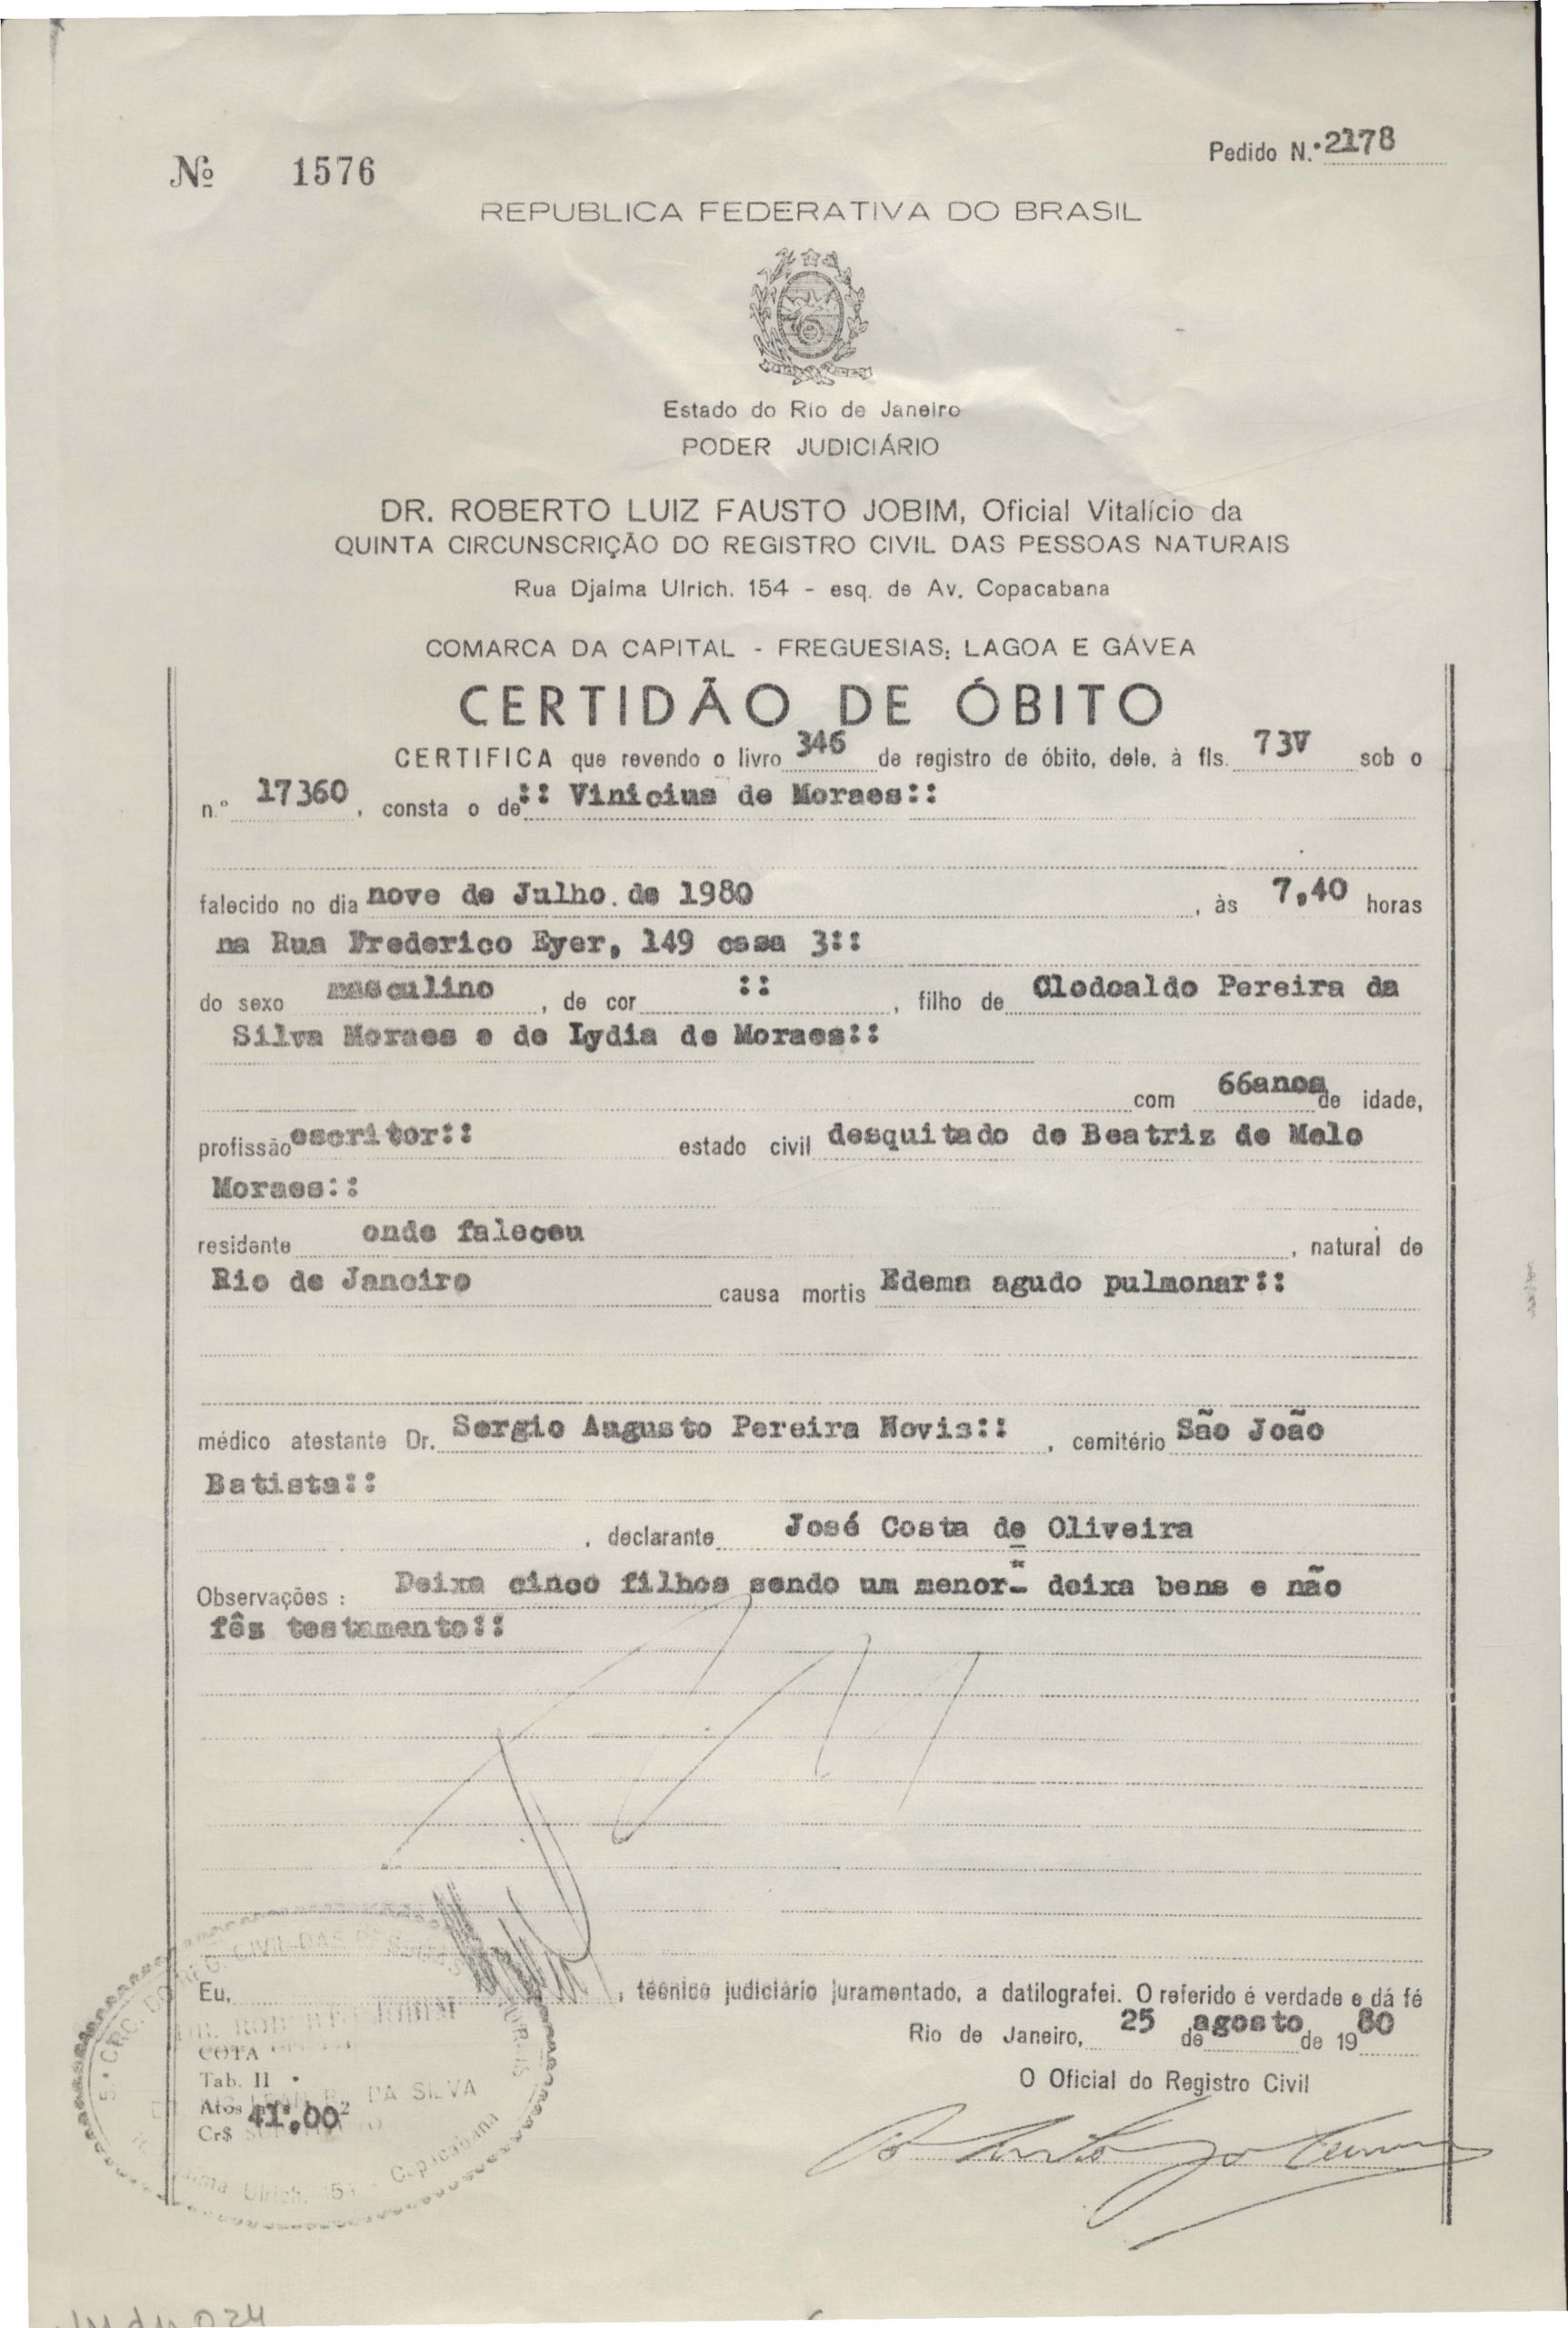 Nº 1576
Pedido N.º 2178
REPUBLICA FEDERATIVA DO BRASIL
Estado do Rio de Janeiro
PODER JUDICIÁRIO
DR. ROBERTO LUIZ FAUSTO JOBIM, Oficial Vitalício da
QUINTA CIRCUNSCRIÇÃO DO REGISTRO CIVIL DAS PESSOAS NATURAIS
Rua Djalma Ulrich. 154 - esq. de Av. Copacabana
COMARCA DA CAPITAL - FREGUESIAS: LAGOA E GÁVEA
CERTIDÃO DE ÓBITO
CERTIFICA que revendo o livro 346 de registro de óbito, dele, à fls. 73V sob o
n.º 17360, consta o de :: Vinicius de Moraes::
falecido no dia nove de Julho.de 1980, às 7,40 horas
na Rua Frederico Eyer, 149 casa 3::
do sexo masculino, de cor ::, filho de Clodoaldo Pereira da
Silva Moraes e de Lydia de Moraes::
com 66anos de idade,
profissão escritor:: estado civil desquitado de Beatriz de Melo
Moraes::
residente onde faleceu, natural de
Rio de Janeiro causa mortis Edema agudo pulmonar::
médico atestante Dr. Sergio Augusto Pereira Novis::, cemitério São João
Batista::
, declarante José Costa de Oliveira
Observações: Deixa cinco filhos sendo um menor- deixa bens e não
fês testamento::
Eu, , técnico judiciário juramentado, a datilografei. O referido é verdade e dá fé
Rio de Janeiro, 25 de agosto de 1980
O Oficial do Registro Civil
DR. ROBERTO JOBIM
COTA
Tab. II
DA SILVA
Atos
Cr$ 41,00
Ulrich, Copacabana
024